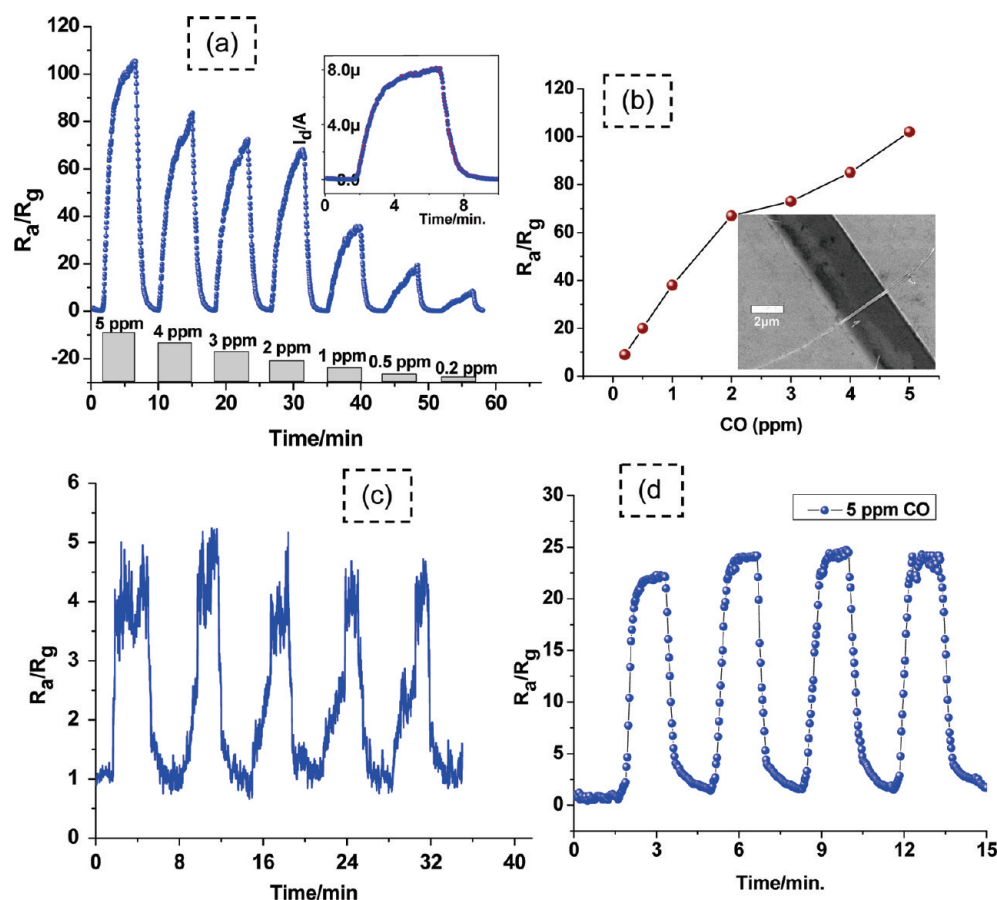 (a)
120
100
80
60
40
20
0
-20
Ra/Rg
5 ppm
4 ppm
3 ppm
2 ppm
1 ppm
0.5 ppm
0.2 ppm
0 10 20 30 40 50 60
Time/min
8.0µ
4.0µ
0.0
Id/A
0 4 8
Time/min.
(b)
120
100
80
60
40
20
0
Ra/Rg
2µm
0 1 2 3 4 5
CO (ppm)
(c)
6
5
4
3
2
1
0
Ra/Rg
0 8 16 24 32 40
Time/min
(d
5 ppm CO
30
25
20
15
10
5
0
Ra/Rg
0 3 6 9 12 15
Time/min.